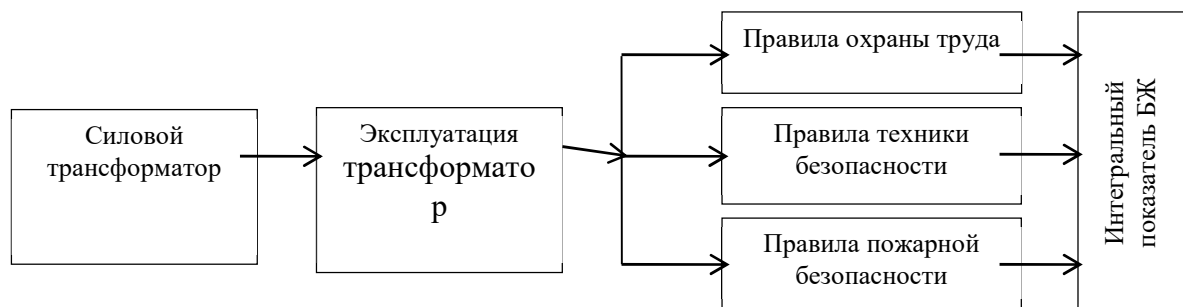 Силовой
трансформатор
Эксплуатация
трансформато
р
Правила охраны труда
Правила техники
безопасности
Правила пожарной
безопасности
Интегральный
показатель БЖ